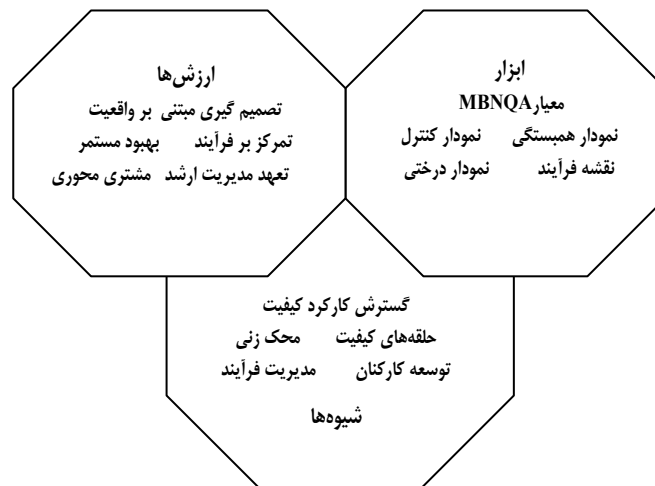 ابزار
معیارMBNQA
نمودار همبستگی نمودار کنترل
نقشه فرآیند نمودار درختی
ارزش‌ها
تصمیم گیری مبتنی بر واقعیت
تمرکز بر فرآیند بهبود مستمر
تعهد مدیریت ارشد مشتری محوری
گسترش کارکرد کیفیت
حلقه‌های کیفیت محک زنی
توسعه کارکنان مدیریت فرآیند
شیوه‌ها